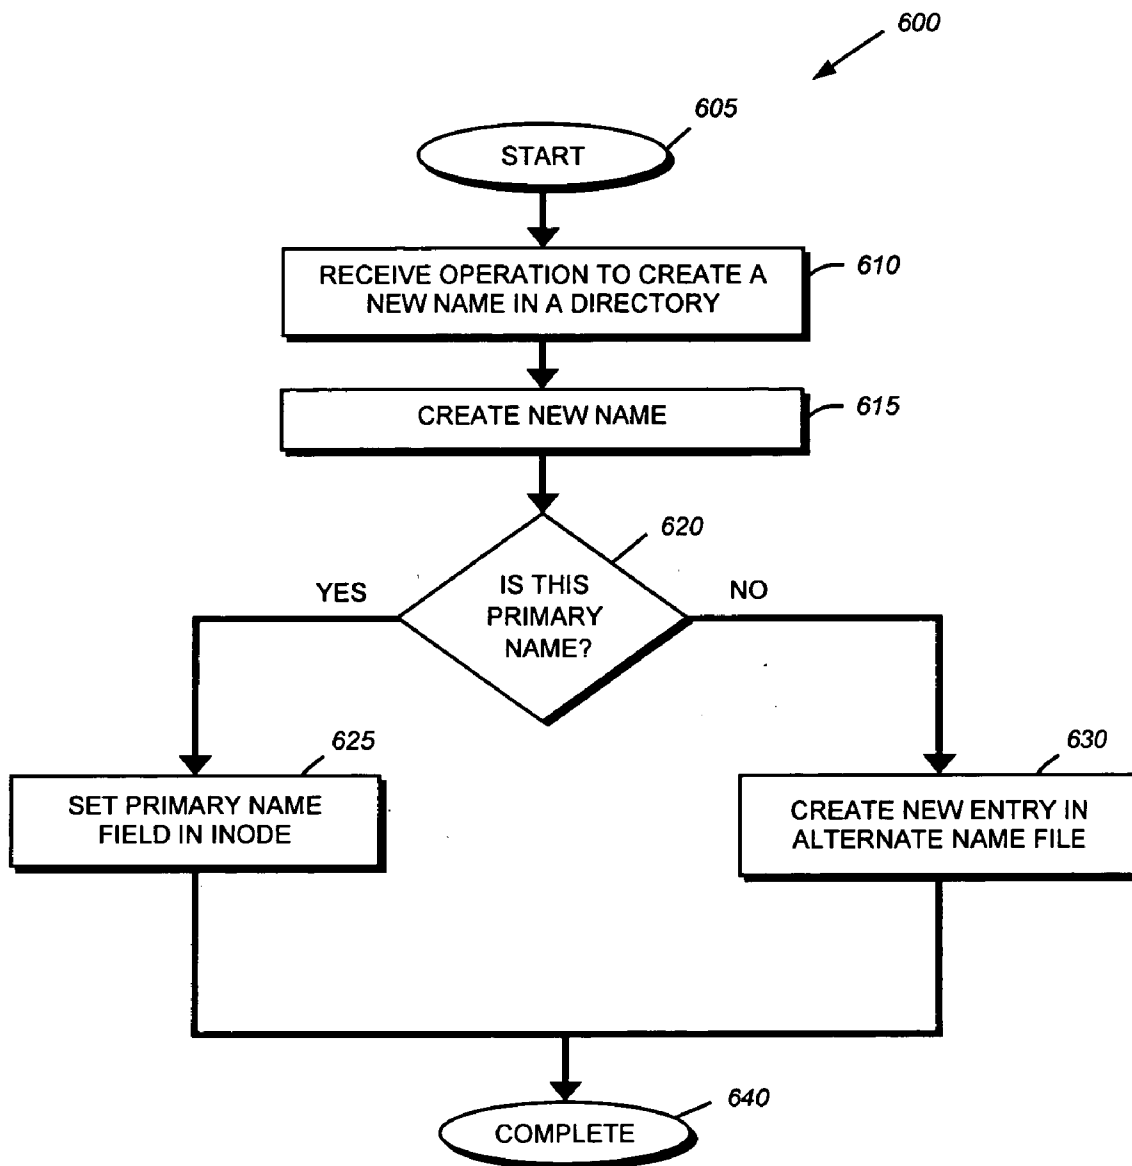 600
605
START
RECEIVE OPERATION TO CREATE A
NEW NAME IN A DIRECTORY
610
CREATE NEW NAME
615
620
YES
IS THIS
PRIMARY
NAME?
NO
625
SET PRIMARY NAME
FIELD IN INODE
630
CREATE NEW ENTRY IN
ALTERNATE NAME FILE
640
COMPLETE